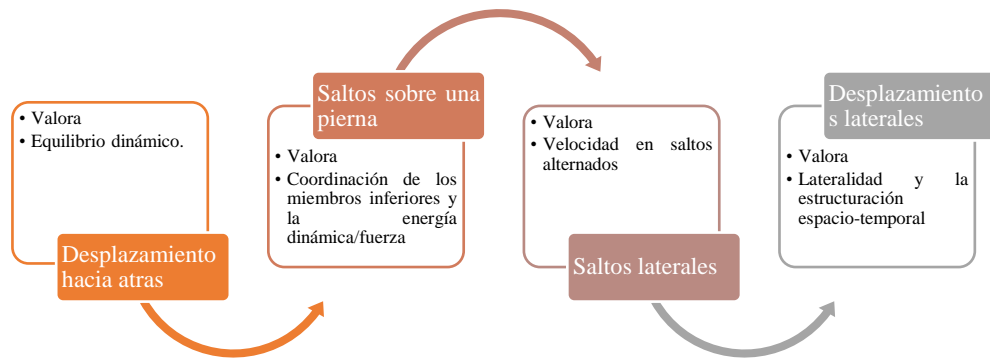 • Valora
• Equilibrio dinámico.
Desplazamiento
hacia atras
Saltos sobre una
pierna
• Valora
• Coordinación de los
miembros inferiores y
la energía
dinámica/fuerza
• Valora
• Velocidad en saltos
alternados
Saltos laterales
Desplazamiento
s laterales
• Valora
• Lateralidad y la
estructuración
espacio-temporal